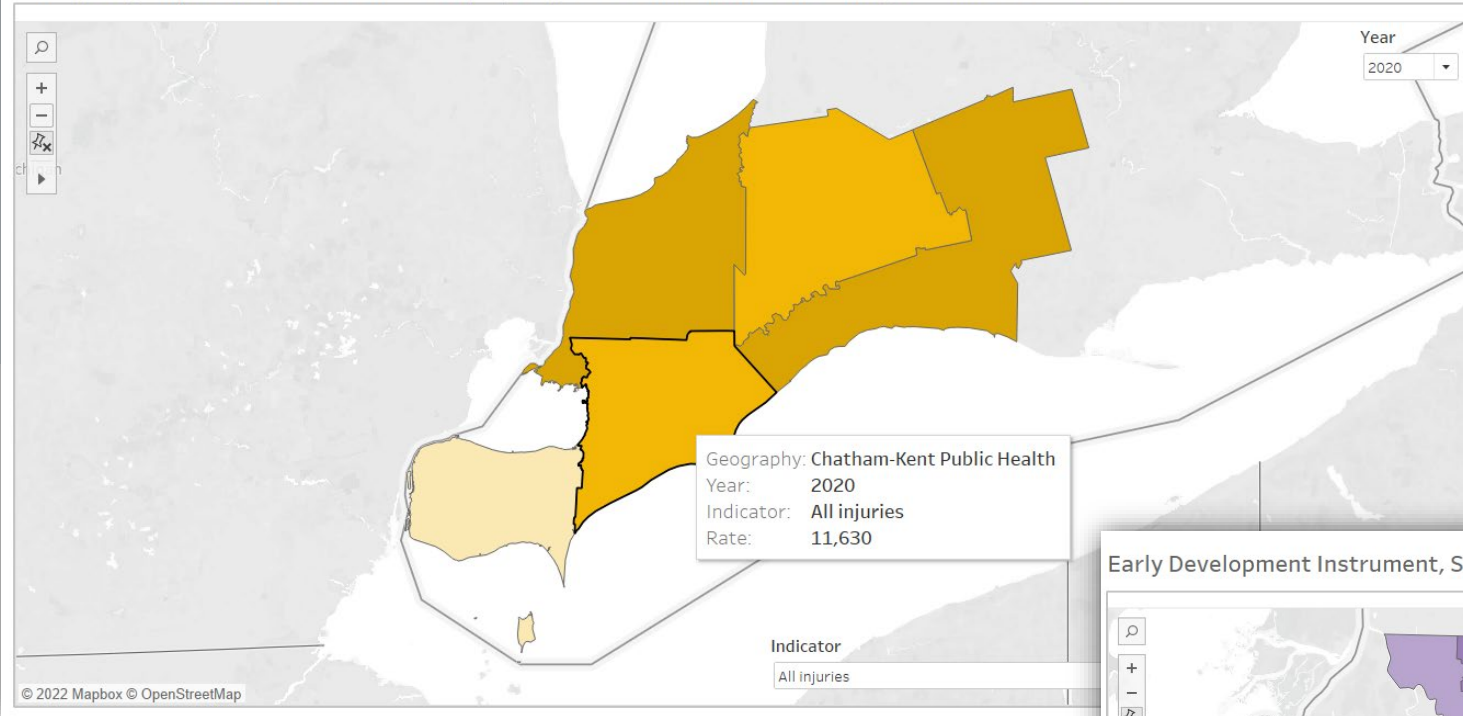 Year
2020
Geography: Chatham-Kent Public Health
Year: 2020
Indicator: All injuries
Rate: 11,630
Early Development Instrument, S
Indicator
All injuries
© 2022 Mapbox © OpenStreetMap